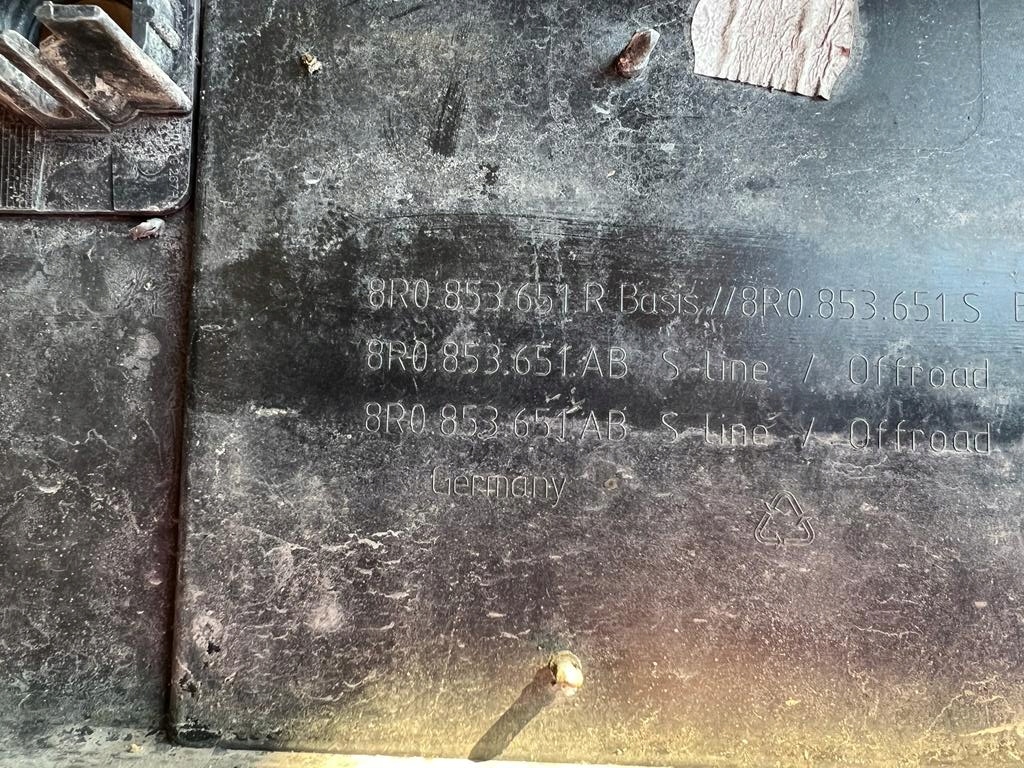 8R0.853.651.R Basis.//8R0.853.651.S
8R0.853.651.AB S-line / Offroad
8R0.853.651.AB S-line / Offroad
Germany